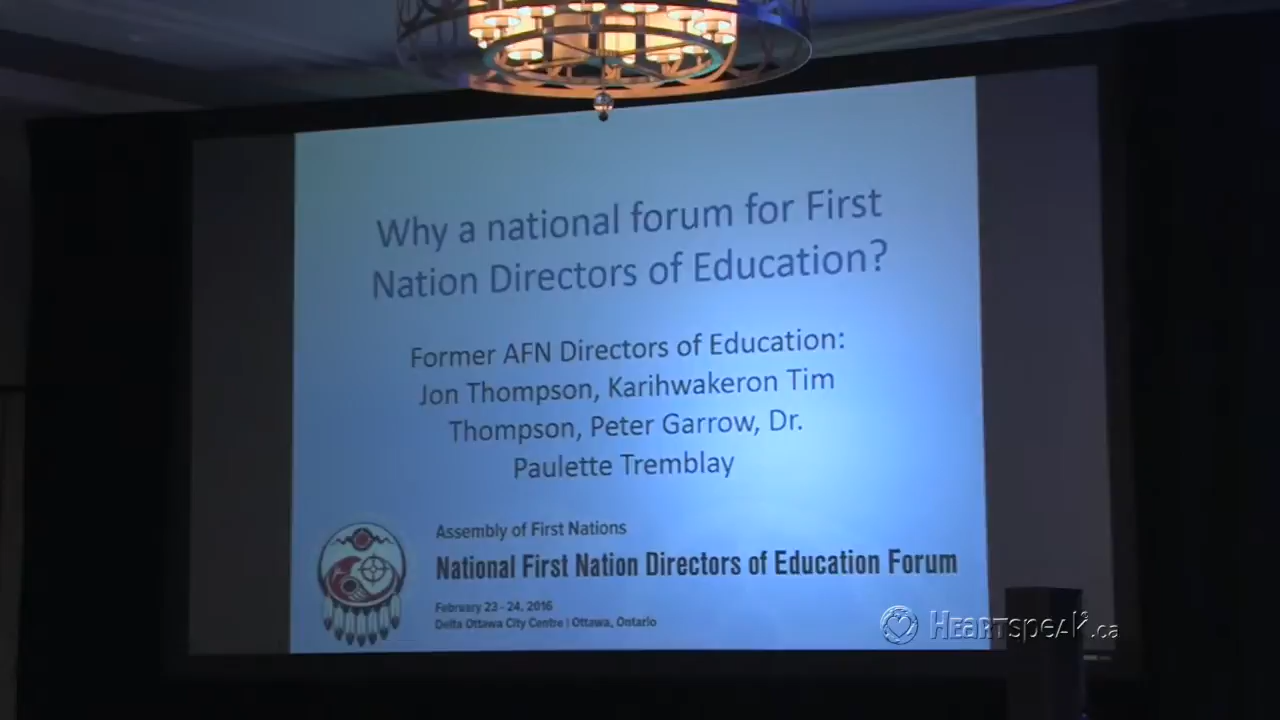 Why a national forum for First
Nation Directors of Education?
Former AFN Directors of Education:
Jon Thompson, Karihwakeron Tim
Thompson, Peter Garrow, Dr.
Paulette Tremblay
Assembly of First Nations
National First Nation Directors of Education Forum
February 23 - 24, 2016
Delta Ottawa City Centre | Ottawa, Ontario
HeartspeaK.ca